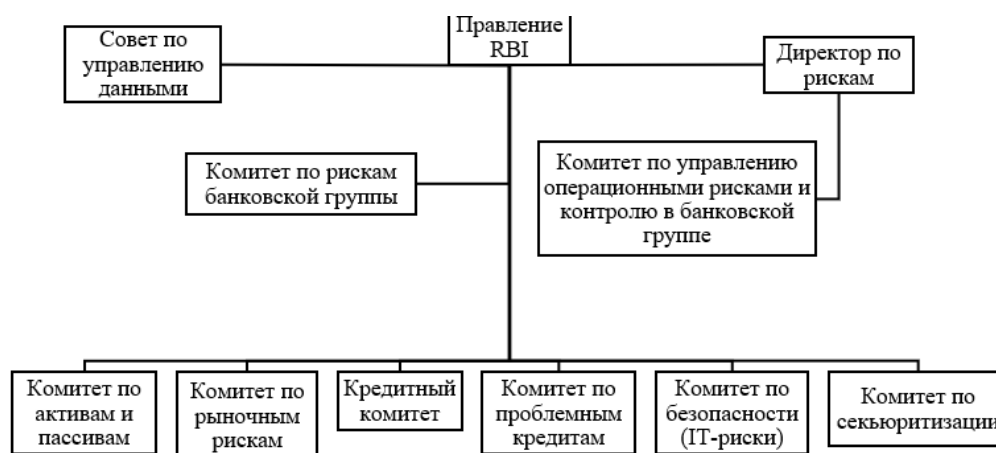 Правление
RBI
Совет по
управлению
данными
Директор по
рискам
Комитет по рискам
банковской группы
Комитет по управлению
операционными рисками и
контролю в банковской
группе
Комитет по
активам и
пассивам
Комитет по
рыночным
рискам
Кредитный
комитет
Комитет по
проблемным
кредитам
Комитет по
безопасности
(IT-риски)
Комитет по
секьюритизации